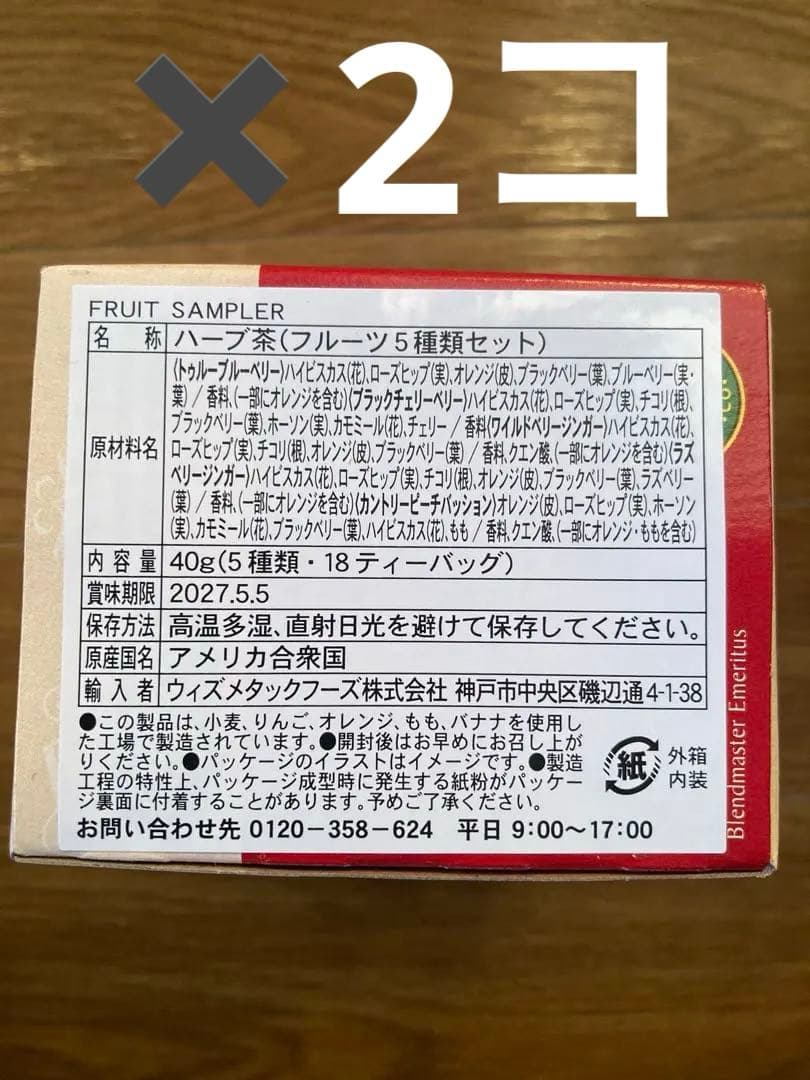 ✖2コ
FRUIT SAMPLER
名 称 ハーブ茶(フルーツ5種類セット)
原材料名
〈トゥルーブルーベリー〉ハイビスカス(花)、ローズヒップ(実)、オレンジ(皮)、ブラックベリー(葉)、ブルーベリー(実・
葉) / 香料、(一部にオレンジを含む)〈ブラックチェリーベリー〉ハイビスカス(花)、ローズヒップ(実)、チコリ(根)、
ブラックベリー(葉)、ホーソン(実)、カモミール(花)、チェリー / 香料〈ワイルドベリージンガー〉ハイビスカス(花)、
ローズヒップ(実)、チコリ(根)、オレンジ(皮)、ブラックベリー(葉) / 香料、クエン酸、(一部にオレンジを含む)〈ラズ
ベリージンガー〉ハイビスカス(花)、ローズヒップ(実)、チコリ(根)、オレンジ(皮)、ブラックベリー(葉)、ラズベリー
(葉) / 香料、(一部にオレンジを含む)〈カントリーピーチパッション〉オレンジ(皮)、ローズヒップ(実)、ホーソン
(実)、カモミール(花)、ブラックベリー(葉)、ハイビスカス(花)、もも / 香料、クエン酸、(一部にオレンジ・ももを含む)
内容量 40g(5種類・18ティーバッグ)
賞味期限 2027.5.5
保存方法 高温多湿、直射日光を避けて保存してください。
原産国名 アメリカ合衆国
輸入者 ウィズメタックフーズ株式会社 神戸市中央区磯辺通4-1-38
●この製品は、小麦、りんご、オレンジ、もも、バナナを使用し
た工場で製造されています。●開封後はお早めにお召し上が
りください。●パッケージのイラストはイメージです。●製造
工程の特性上、パッケージ成型時に発生する紙粉がパッケー
ジ裏面に付着することがあります。予めご了承ください。
紙 外箱
内装
お問い合わせ先 0120-358-624 平日 9:00~17:00
Blendmaster Emeritus